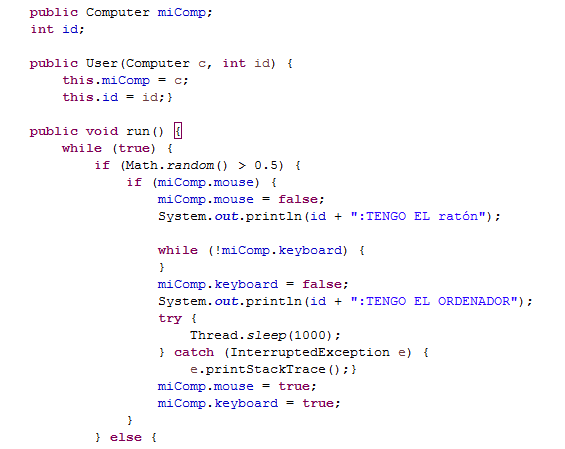 public Computer miComp;
int id;

public User(Computer c, int id) {
    this.miComp = c;
    this.id = id;}

public void run() {
    while (true) {
        if (Math.random() > 0.5) {
            if (miComp.mouse) {
                miComp.mouse = false;
                System.out.println(id + ":TENGO EL ratón");

                while (!miComp.keyboard) {
                }
                miComp.keyboard = false;
                System.out.println(id + ":TENGO EL ORDENADOR");
                try {
                    Thread.sleep(1000);
                } catch (InterruptedException e) {
                    e.printStackTrace();}
                miComp.mouse = true;
                miComp.keyboard = true;
            }
        } else {